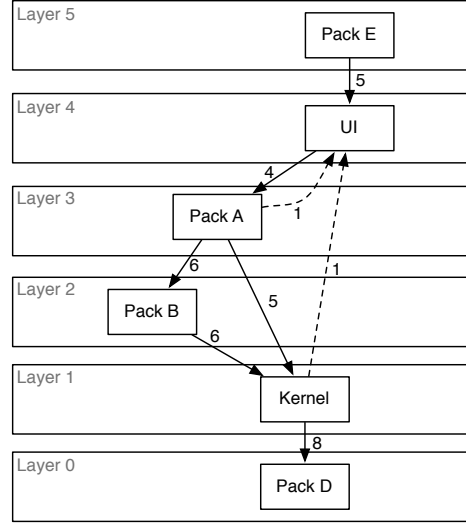 Layer 5
Pack E
5
Layer 4
UI
4
Layer 3
Pack A
1
6
Layer 2
5
1
Pack B
6
Layer 1
Kernel
8
Layer 0
Pack D